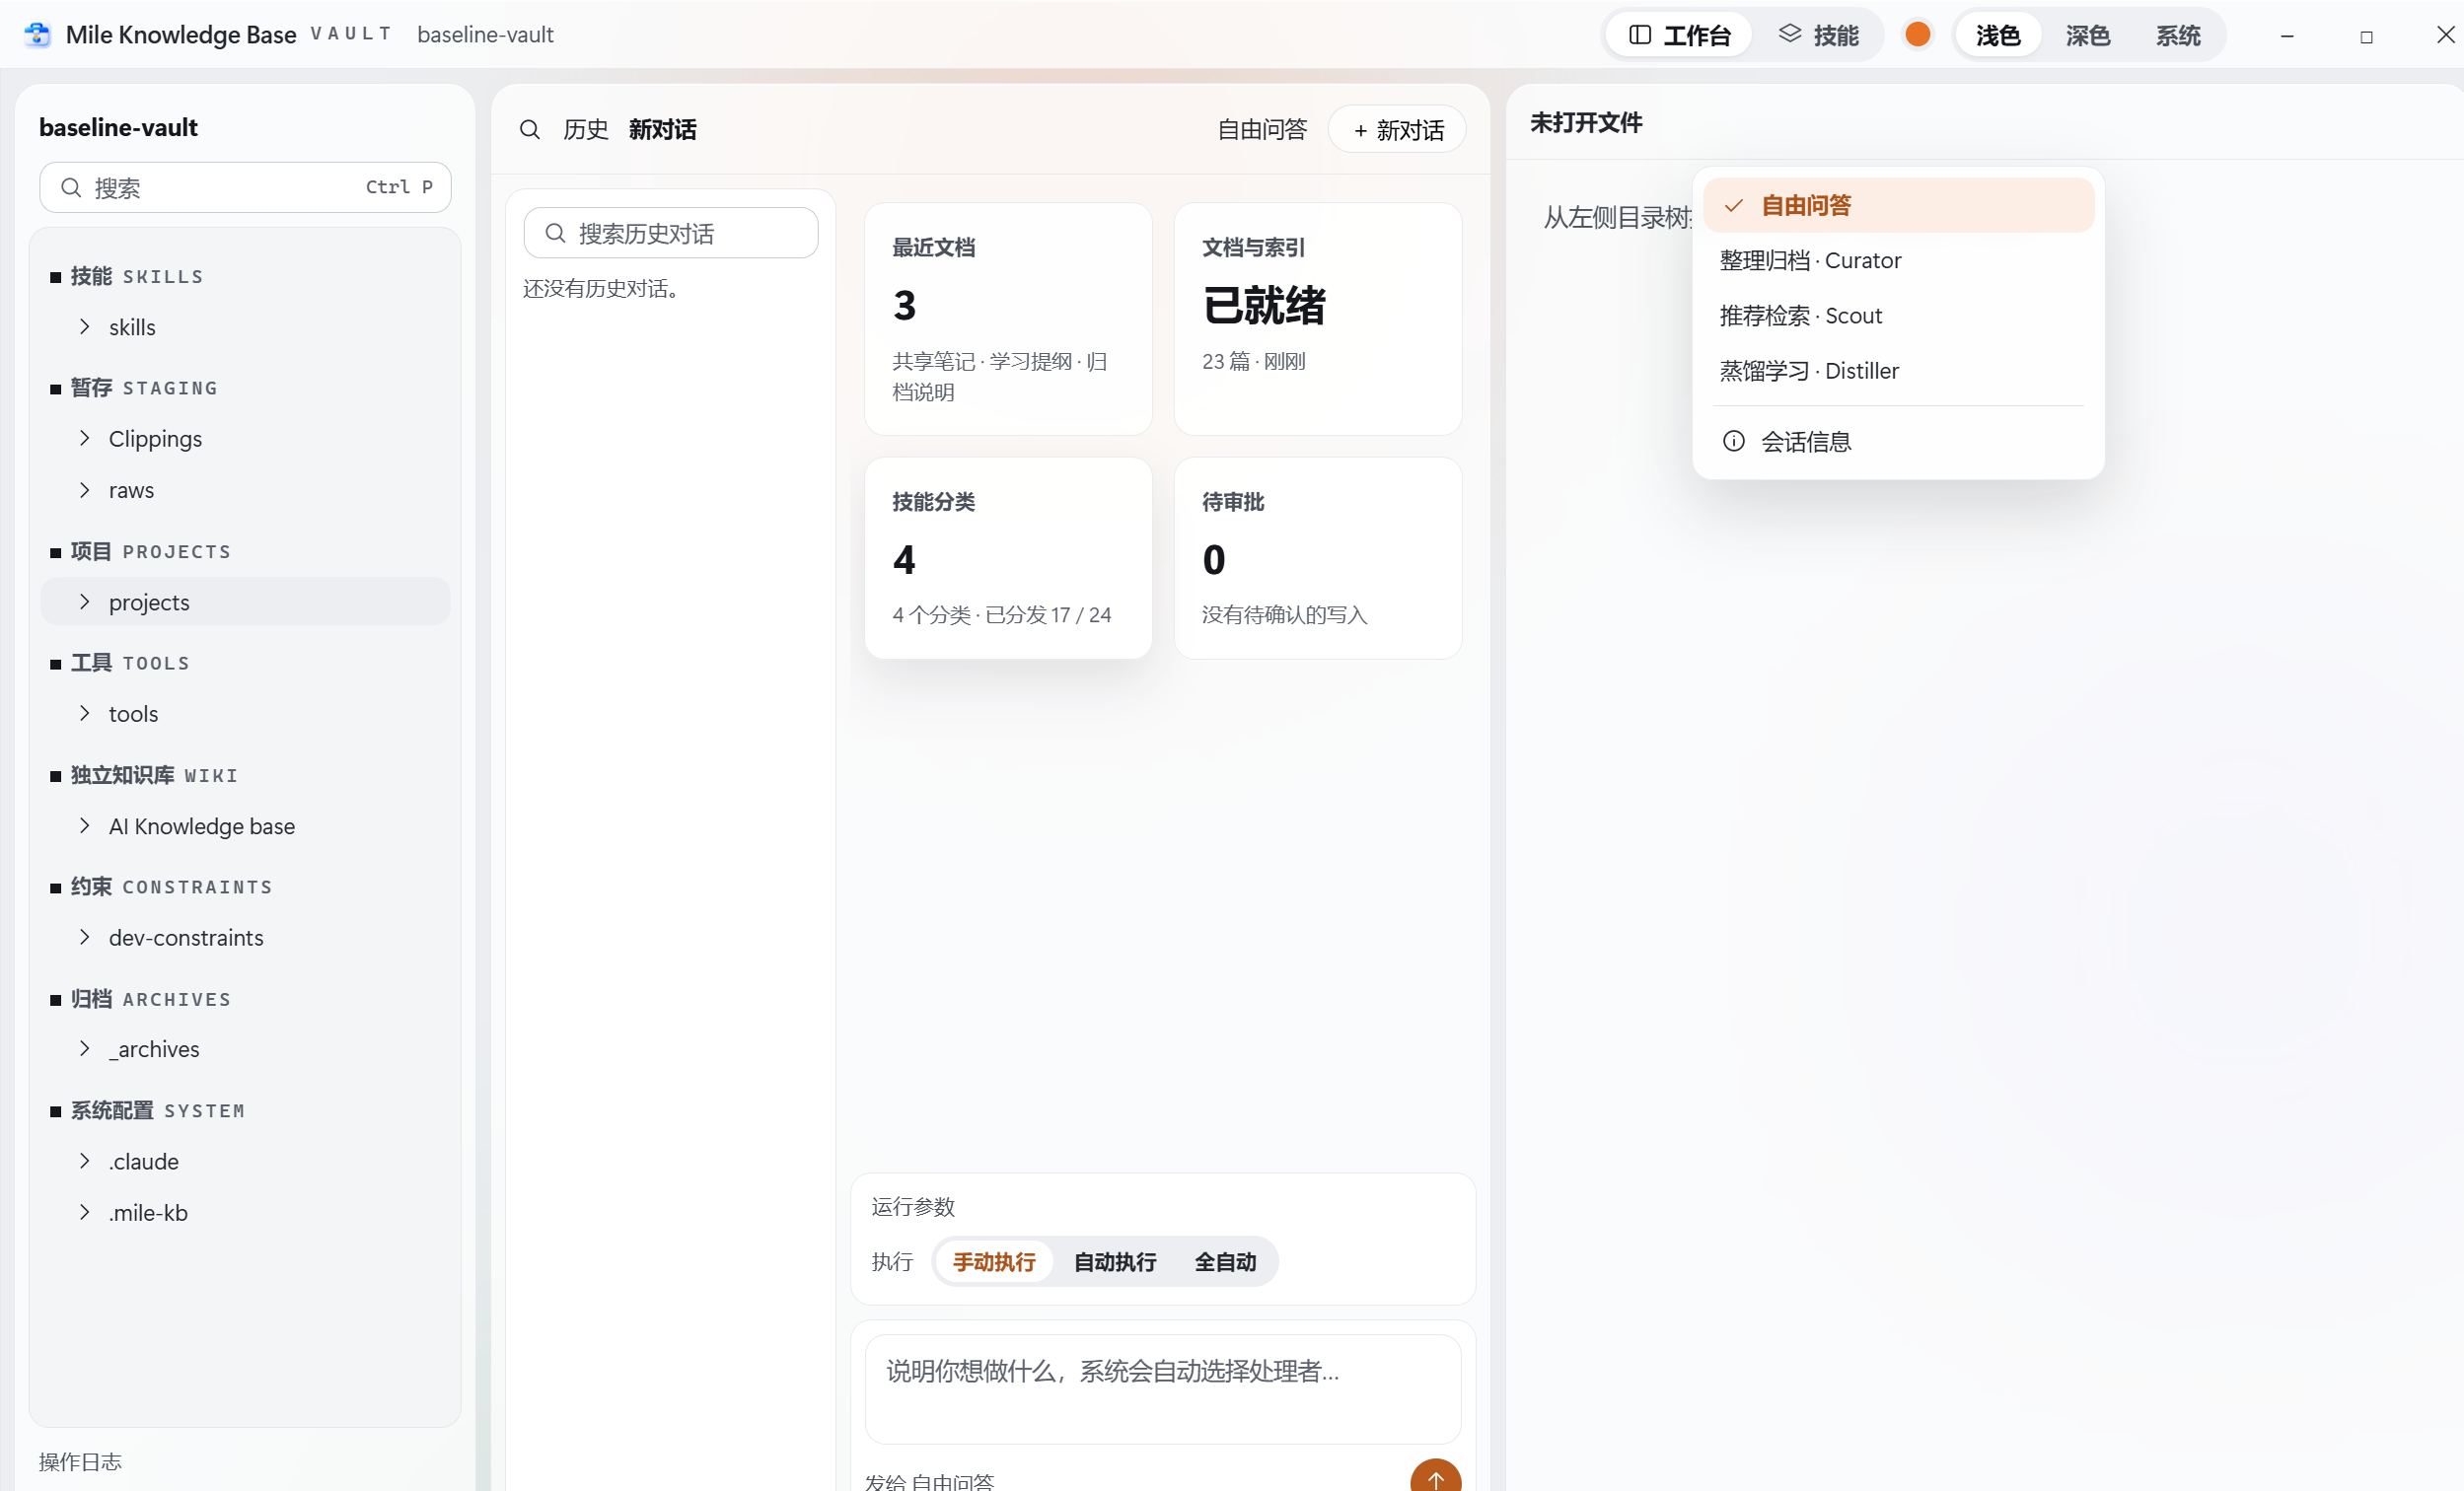 Mile Knowledge Base VAULT baseline-vault
工作台 技能 浅色 深色 系统
baseline-vault
搜索 Ctrl P
技能 SKILLS
skills
暂存 STAGING
Clippings
raws
项目 PROJECTS
projects
工具 TOOLS
tools
独立知识库 WIKI
AI Knowledge base
约束 CONSTRAINTS
dev-constraints
归档 ARCHIVES
_archives
系统配置 SYSTEM
.claude
.mile-kb
操作日志
历史 新对话 自由问答 + 新对话
搜索历史对话
还没有历史对话。
最近文档
3
共享笔记 · 学习提纲 · 归
档说明
文档与索引
已就绪
23 篇 · 刚刚
技能分类
4
4 个分类 · 已分发 17 / 24
待审批
0
没有待确认的写入
运行参数
执行 手动执行 自动执行 全自动
说明你想做什么，系统会自动选择处理者...
发给 自由问答
未打开文件
从左侧目录树
自由问答
整理归档 · Curator
推荐检索 · Scout
蒸馏学习 · Distiller
会话信息